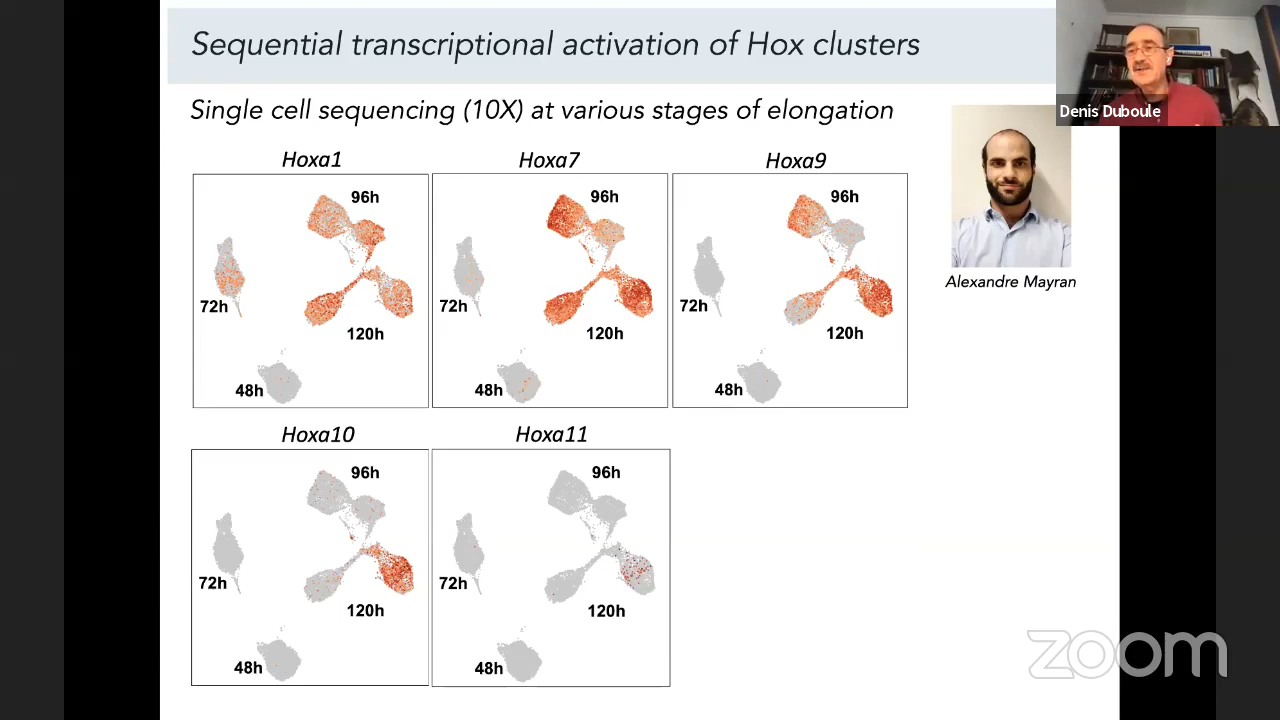 Sequential transcriptional activation of Hox clusters
Denis Duboule
Single cell sequencing (10X) at various stages of elongation
Hoxa1
96h
72h
120h
48h
Hoxa7
96h
72h
120h
48h
Hoxa9
96h
72h
120h
48h
Alexandre Mayran
Hoxa10
96h
72h
120h
48h
Hoxa11
96h
72h
120h
48h
zoom